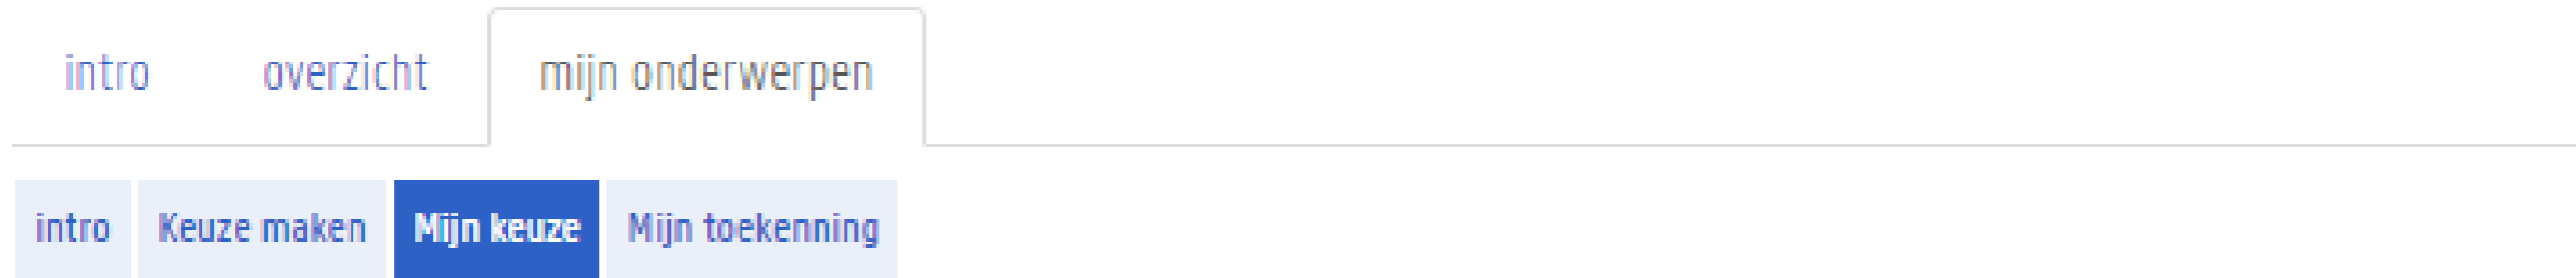 intro overzicht mijn onderwerpen
intro Keuze maken Mijn keuze Mijn toekenning